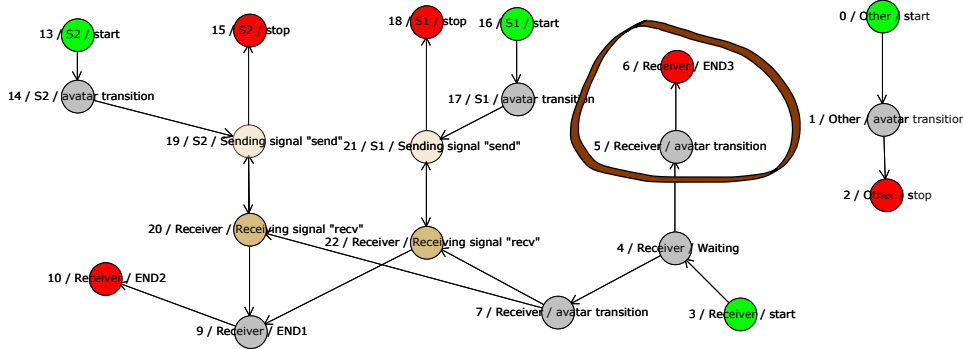 0 / Other / start
13 / S2 / start
15 / S2 / stop
18 / S1 / stop
16 / S1 / start
6 / Receiver / END3
14 / S2 / avatar transition
17 / S1 / avatar transition
1 / Other / avatar transition
19 / S2 / Sending signal "send"
21 / S1 / Sending signal "send"
5 / Receiver / avatar transition
2 / Other / stop
20 / Receiver / Receiving signal "recv"
22 / Receiver / Receiving signal "recv"
4 / Receiver / Waiting
10 / Receiver / END2
9 / Receiver / END1
7 / Receiver / avatar transition
3 / Receiver / start